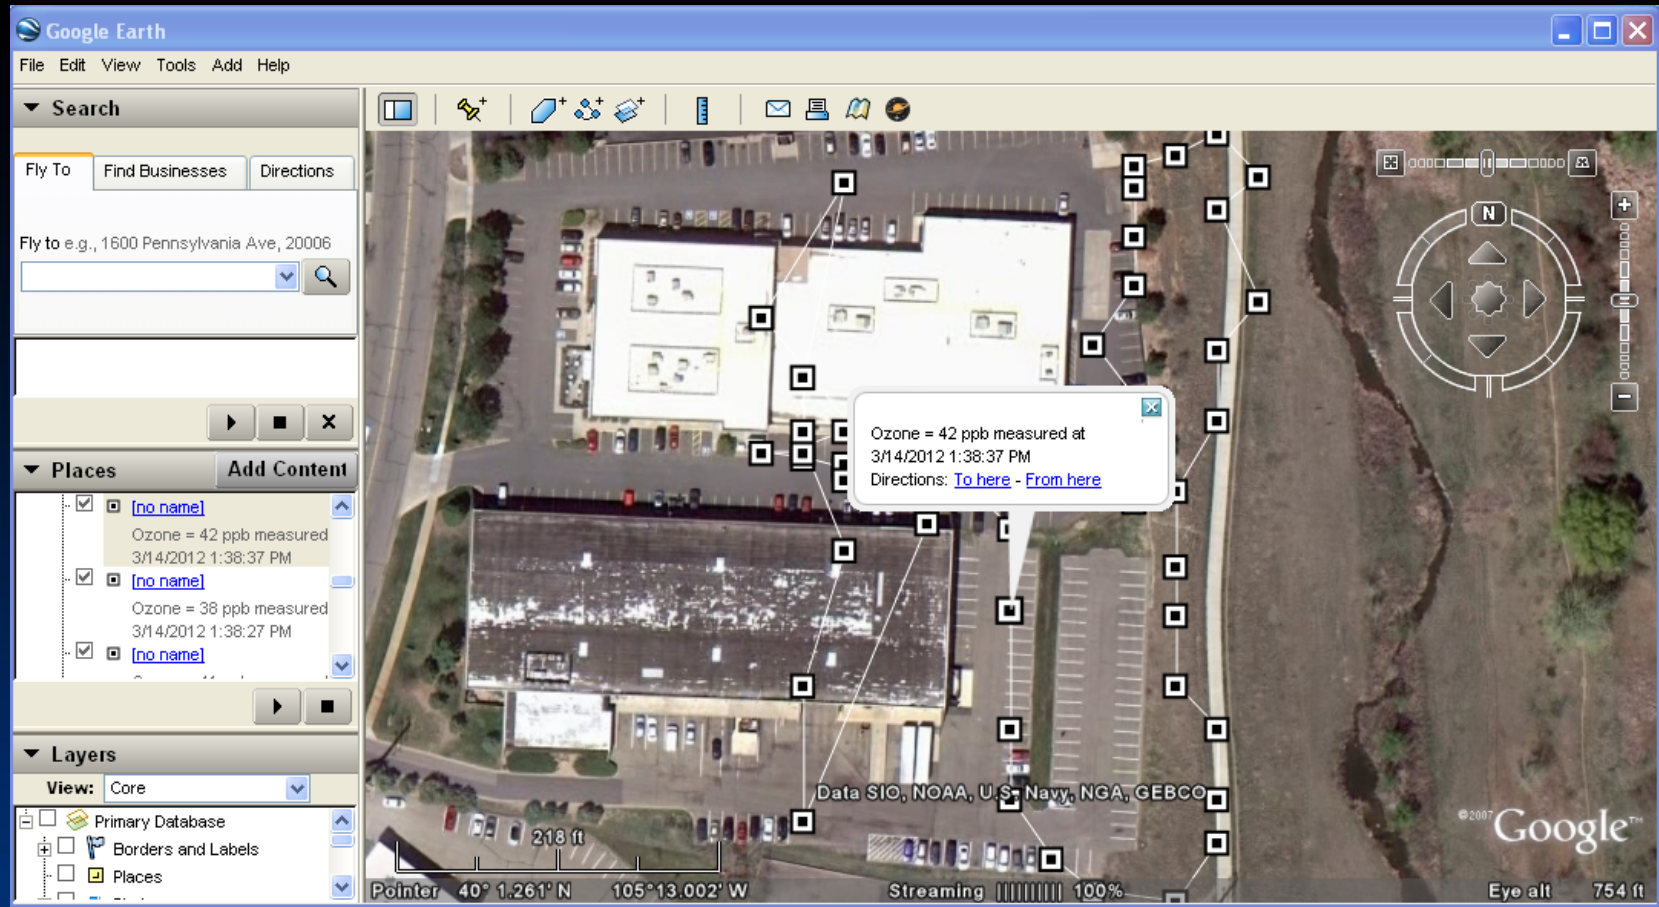 Google Earth
File Edit View Tools Add Help
Search
Fly To
Find Businesses
Directions
Fly to e.g., 1600 Pennsylvania Ave, 20006
Places
Add Content
[no name]
Ozone = 42 ppb measured
3/14/2012 1:38:37 PM
[no name]
Ozone = 38 ppb measured
3/14/2012 1:38:27 PM
[no name]
Layers
View: Core
Primary Database
Borders and Labels
Places
N
Ozone = 42 ppb measured at
3/14/2012 1:38:37 PM
Directions: To here - From here
Data SIO, NOAA, U.S. Navy, NGA, GEBCO
218 ft
©2007 Google™
Pointer 40° 1.261' N 105°13.002' W
Streaming |||||||||| 100%
Eye alt 754 ft